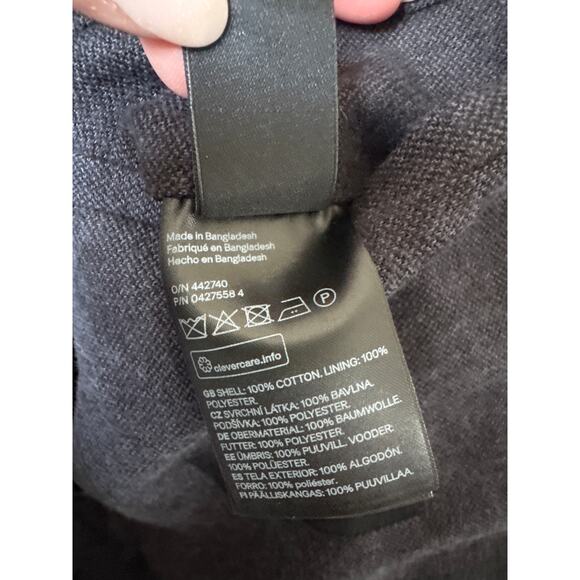 Made in Bangladesh
Fabriqué en Bangladesh
Hecho en Bangladesh
O/N 442740
P/N 0427558 4
P
clevercare.info
GB SHELL: 100% COTTON. LINING: 100%
POLYESTER.
CZ SVRCHNÍ LÁTKA: 100% BAVLNA.
PODŠÍVKA: 100% POLYESTER.
DE OBERMATERIAL: 100% BAUMWOLLE.
FUTTER: 100% POLYESTER.
EE ÜMBRIS: 100% PUUVILL. VOODER:
100% POLÜESTER.
ES TELA EXTERIOR: 100% ALGODÓN.
FORRO: 100% poliéster.
FI PÄÄLLISKANGAS: 100% PUUVILLAA.